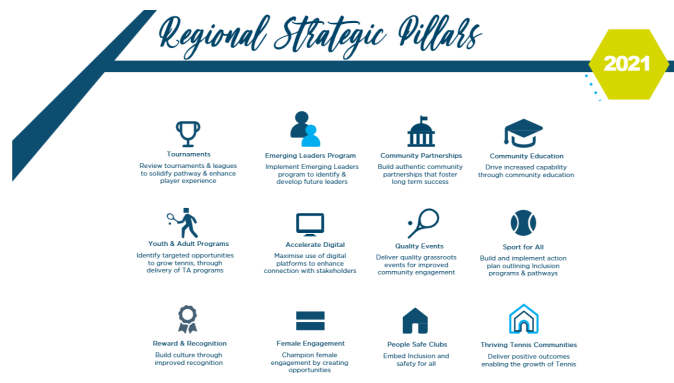 Regional Strategic Pillars
2021
Tournaments
Review tournaments & leagues
to solidify pathway & enhance
player experience
Emerging Leaders Program
Implement Emerging Leaders
program to identify &
develop future leaders
Community Partnerships
Build authentic community
partnerships that foster
long term success
Community Education
Drive increased capability
through community education
Youth & Adult Programs
Identify targeted opportunities
to grow tennis, through
delivery of TA programs
Accelerate Digital
Maximise use of digital
platforms to enhance
connection with stakeholders
Quality Events
Deliver quality grassroots
events for improved
community engagement
Sport for All
Build and implement action
plan outlining Inclusion
programs & pathways
Reward & Recognition
Build culture through
improved recognition
Female Engagement
Champion female
engagement by creating
opportunities
People Safe Clubs
Embed Inclusion and
safety for all
Thriving Tennis Communities
Deliver positive outcomes
enabling the growth of Tennis